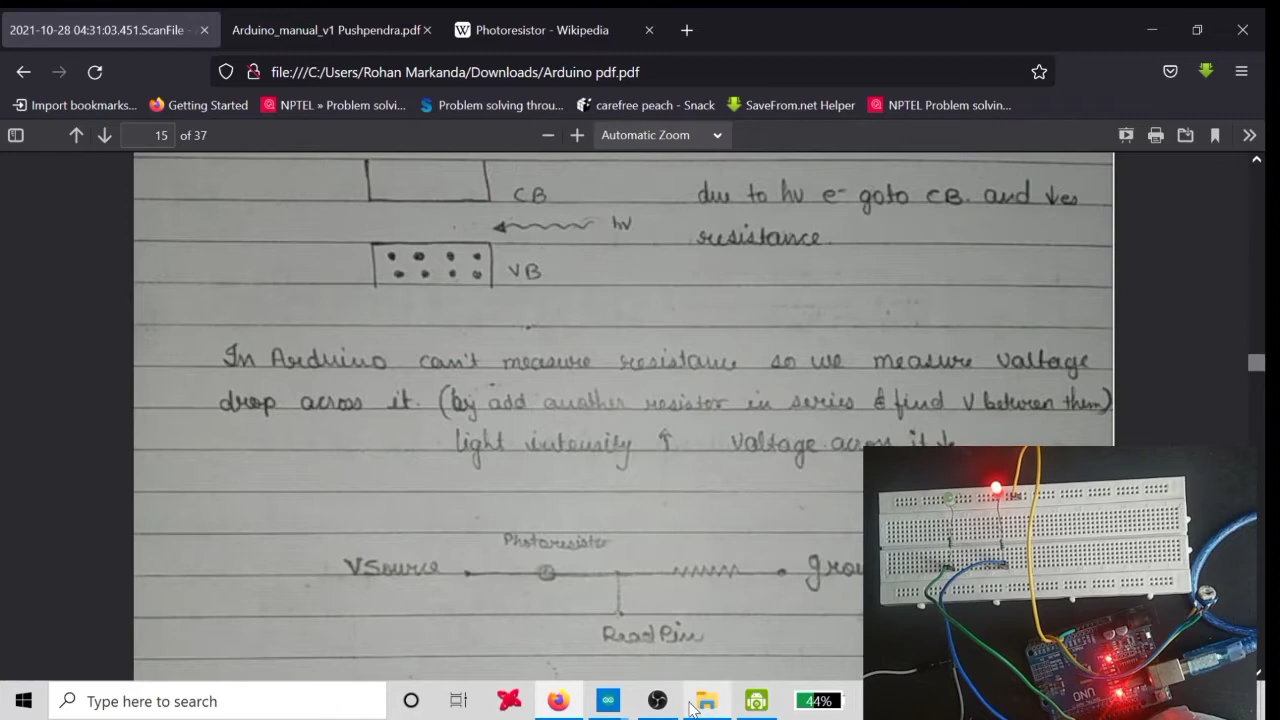 2021-10-28 04:31:03.451.ScanFile -
Arduino_manual_v1 Pushpendra.pdf
Photoresistor - Wikipedia
file:///C:/Users/Rohan Markanda/Downloads/Arduino pdf.pdf
Import bookmarks...
Getting Started
NPTEL » Problem solvi...
Problem solving throu...
carefree peach - Snack
SaveFrom.net Helper
NPTEL Problem solvin...
15 of 37
Automatic Zoom
CB
hν
VB
due to hν e- goto CB. and ↓es
resistance.
In Arduino can't measure resistance so we measure voltage
drop across it. (by add another resistor in series & find V between them)
light intensity ↑ voltage across it ↓
Photoresistor
VSource
Read Pin
UNO
Type here to search
44%